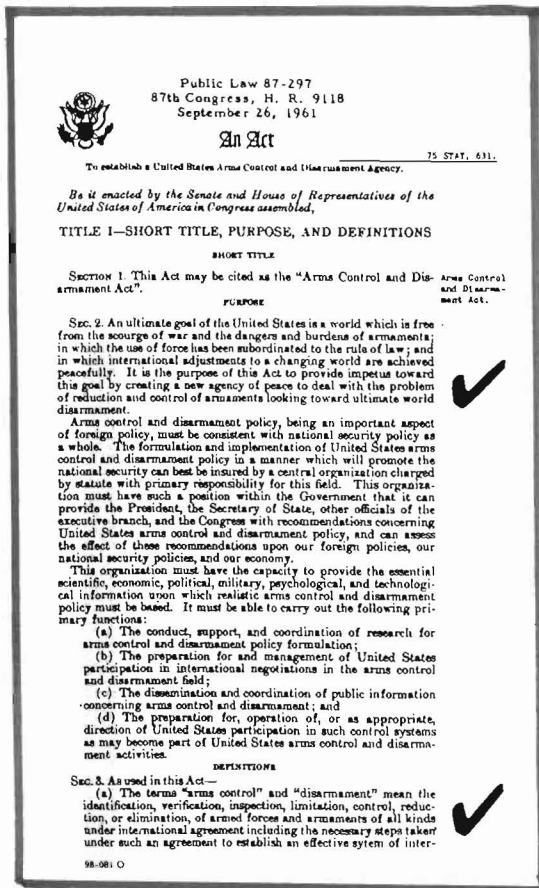 Public Law 87-297
87th Congress, H. R. 9118
September 26, 1961
An Act
75 STAT. 631.
To establish a United States Arms Control and Disarmament Agency.
Be it enacted by the Senate and House of Representatives of the
United States of America in Congress assembled,
TITLE I—SHORT TITLE, PURPOSE, AND DEFINITIONS
SHORT TITLE
SECTION 1. This Act may be cited as the “Arms Control and Dis-
armament Act”.
Arms Control
and Disarma-
ment Act.
PURPOSE
SEC. 2. An ultimate goal of the United States is a world which is free
from the scourge of war and the dangers and burdens of armaments;
in which the use of force has been subordinated to the rule of law; and
in which international adjustments to a changing world are achieved
peacefully. It is the purpose of this Act to provide impetus toward
this goal by creating a new agency of peace to deal with the problem
of reduction and control of armaments looking toward ultimate world
disarmament.
Arms control and disarmament policy, being an important aspect
of foreign policy, must be consistent with national security policy as
a whole. The formulation and implementation of United States arms
control and disarmament policy in a manner which will promote the
national security can best be insured by a central organization charged
by statute with primary responsibility for this field. This organiza-
tion must have such a position within the Government that it can
provide the President, the Secretary of State, other officials of the
executive branch, and the Congress with recommendations concerning
United States arms control and disarmament policy, and can assess
the effect of these recommendations upon our foreign policies, our
national security policies, and our economy.
This organization must have the capacity to provide the essential
scientific, economic, political, military, psychological, and technologi-
cal information upon which realistic arms control and disarmament
policy must be based. It must be able to carry out the following pri-
mary functions:
(a) The conduct, support, and coordination of research for
arms control and disarmament policy formulation;
(b) The preparation for and management of United States
participation in international negotiations in the arms control
and disarmament field;
(c) The dissemination and coordination of public information
concerning arms control and disarmament; and
(d) The preparation for, operation of, or as appropriate,
direction of United States participation in such control systems
as may become part of United States arms control and disarma-
ment activities.
DEFINITIONS
SEC. 3. As used in this Act—
(a) The terms “arms control” and “disarmament” mean the
identification, verification, inspection, limitation, control, reduc-
tion, or elimination, of armed forces and armaments of all kinds
under international agreement including the necessary steps taken
under such an agreement to establish an effective sytem of inter-
98-081 O